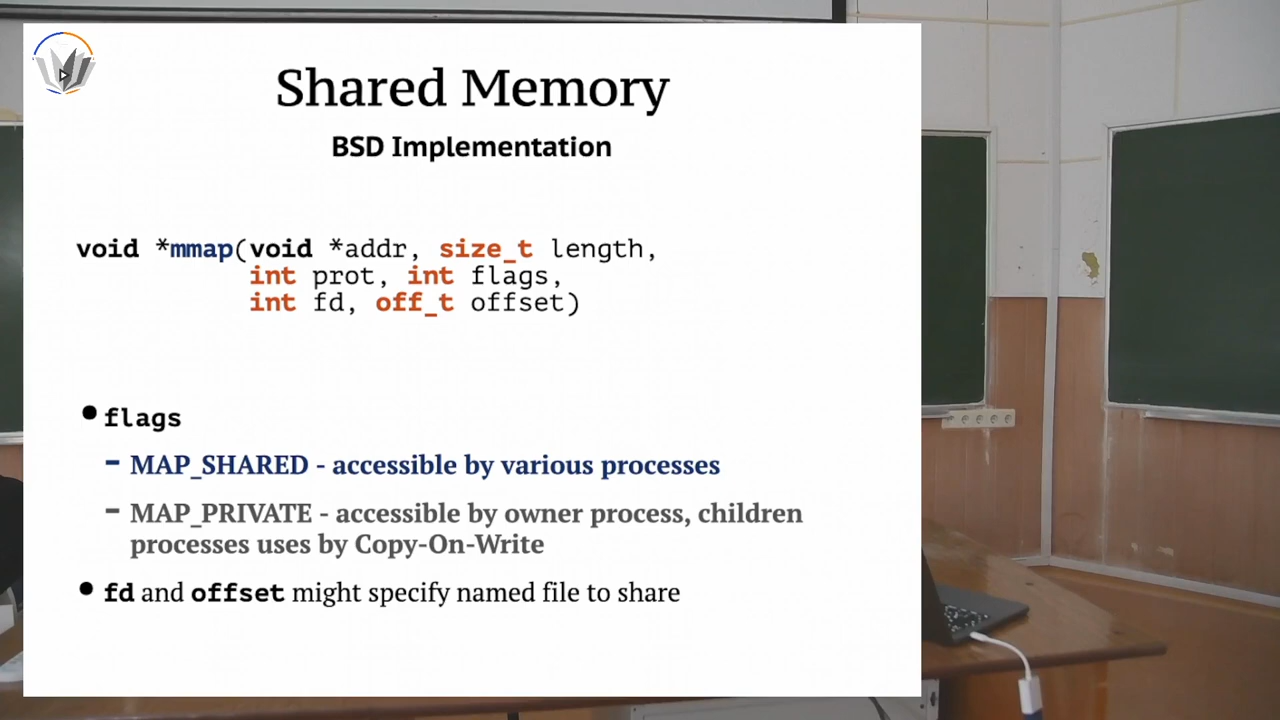 Shared Memory
BSD Implementation
void *mmap(void *addr, size_t length,
int prot, int flags,
int fd, off_t offset)
• flags
– MAP_SHARED - accessible by various processes
– MAP_PRIVATE - accessible by owner process, children
processes uses by Copy-On-Write
• fd and offset might specify named file to share